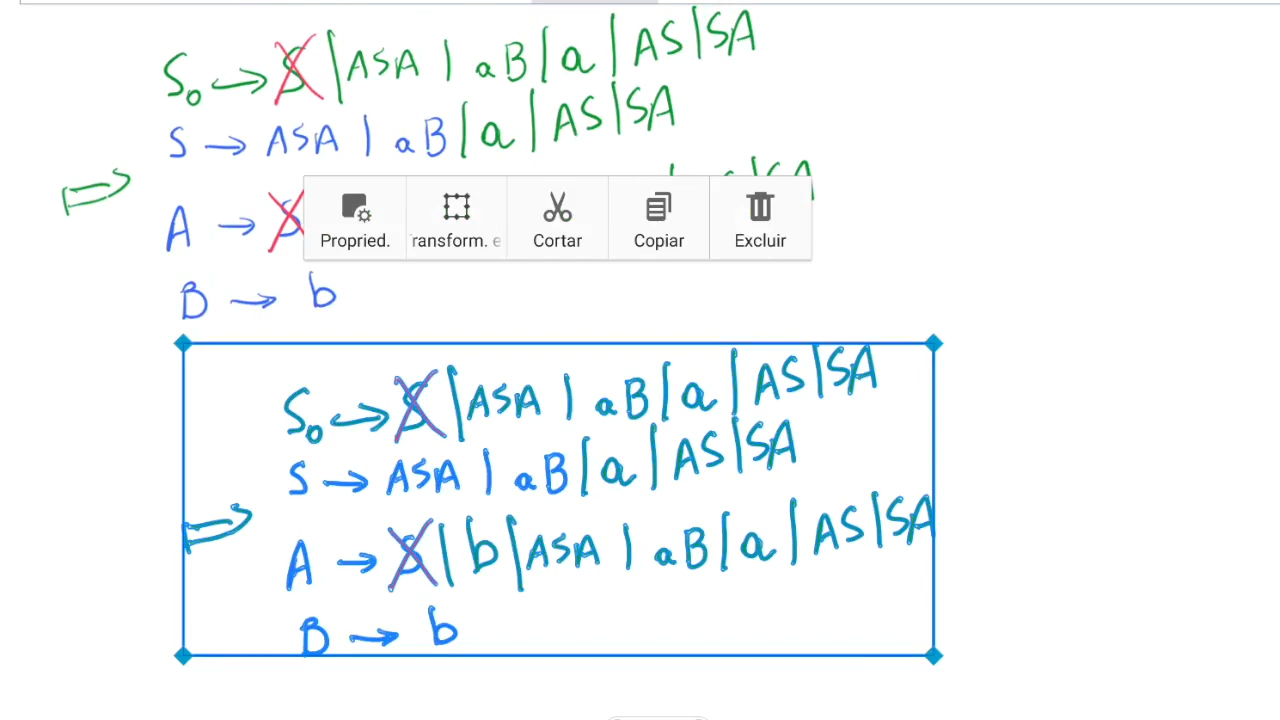 S₀ → S | ASA | aB | a | AS | SA
S → ASA | aB | a | AS | SA
⇒
A → S
Propried. Transform. e Cortar Copiar Excluir
B → b
S₀ → S | ASA | aB | a | AS | SA
S → ASA | aB | a | AS | SA
⇒ A → S | b | ASA | aB | a | AS | SA
B → b